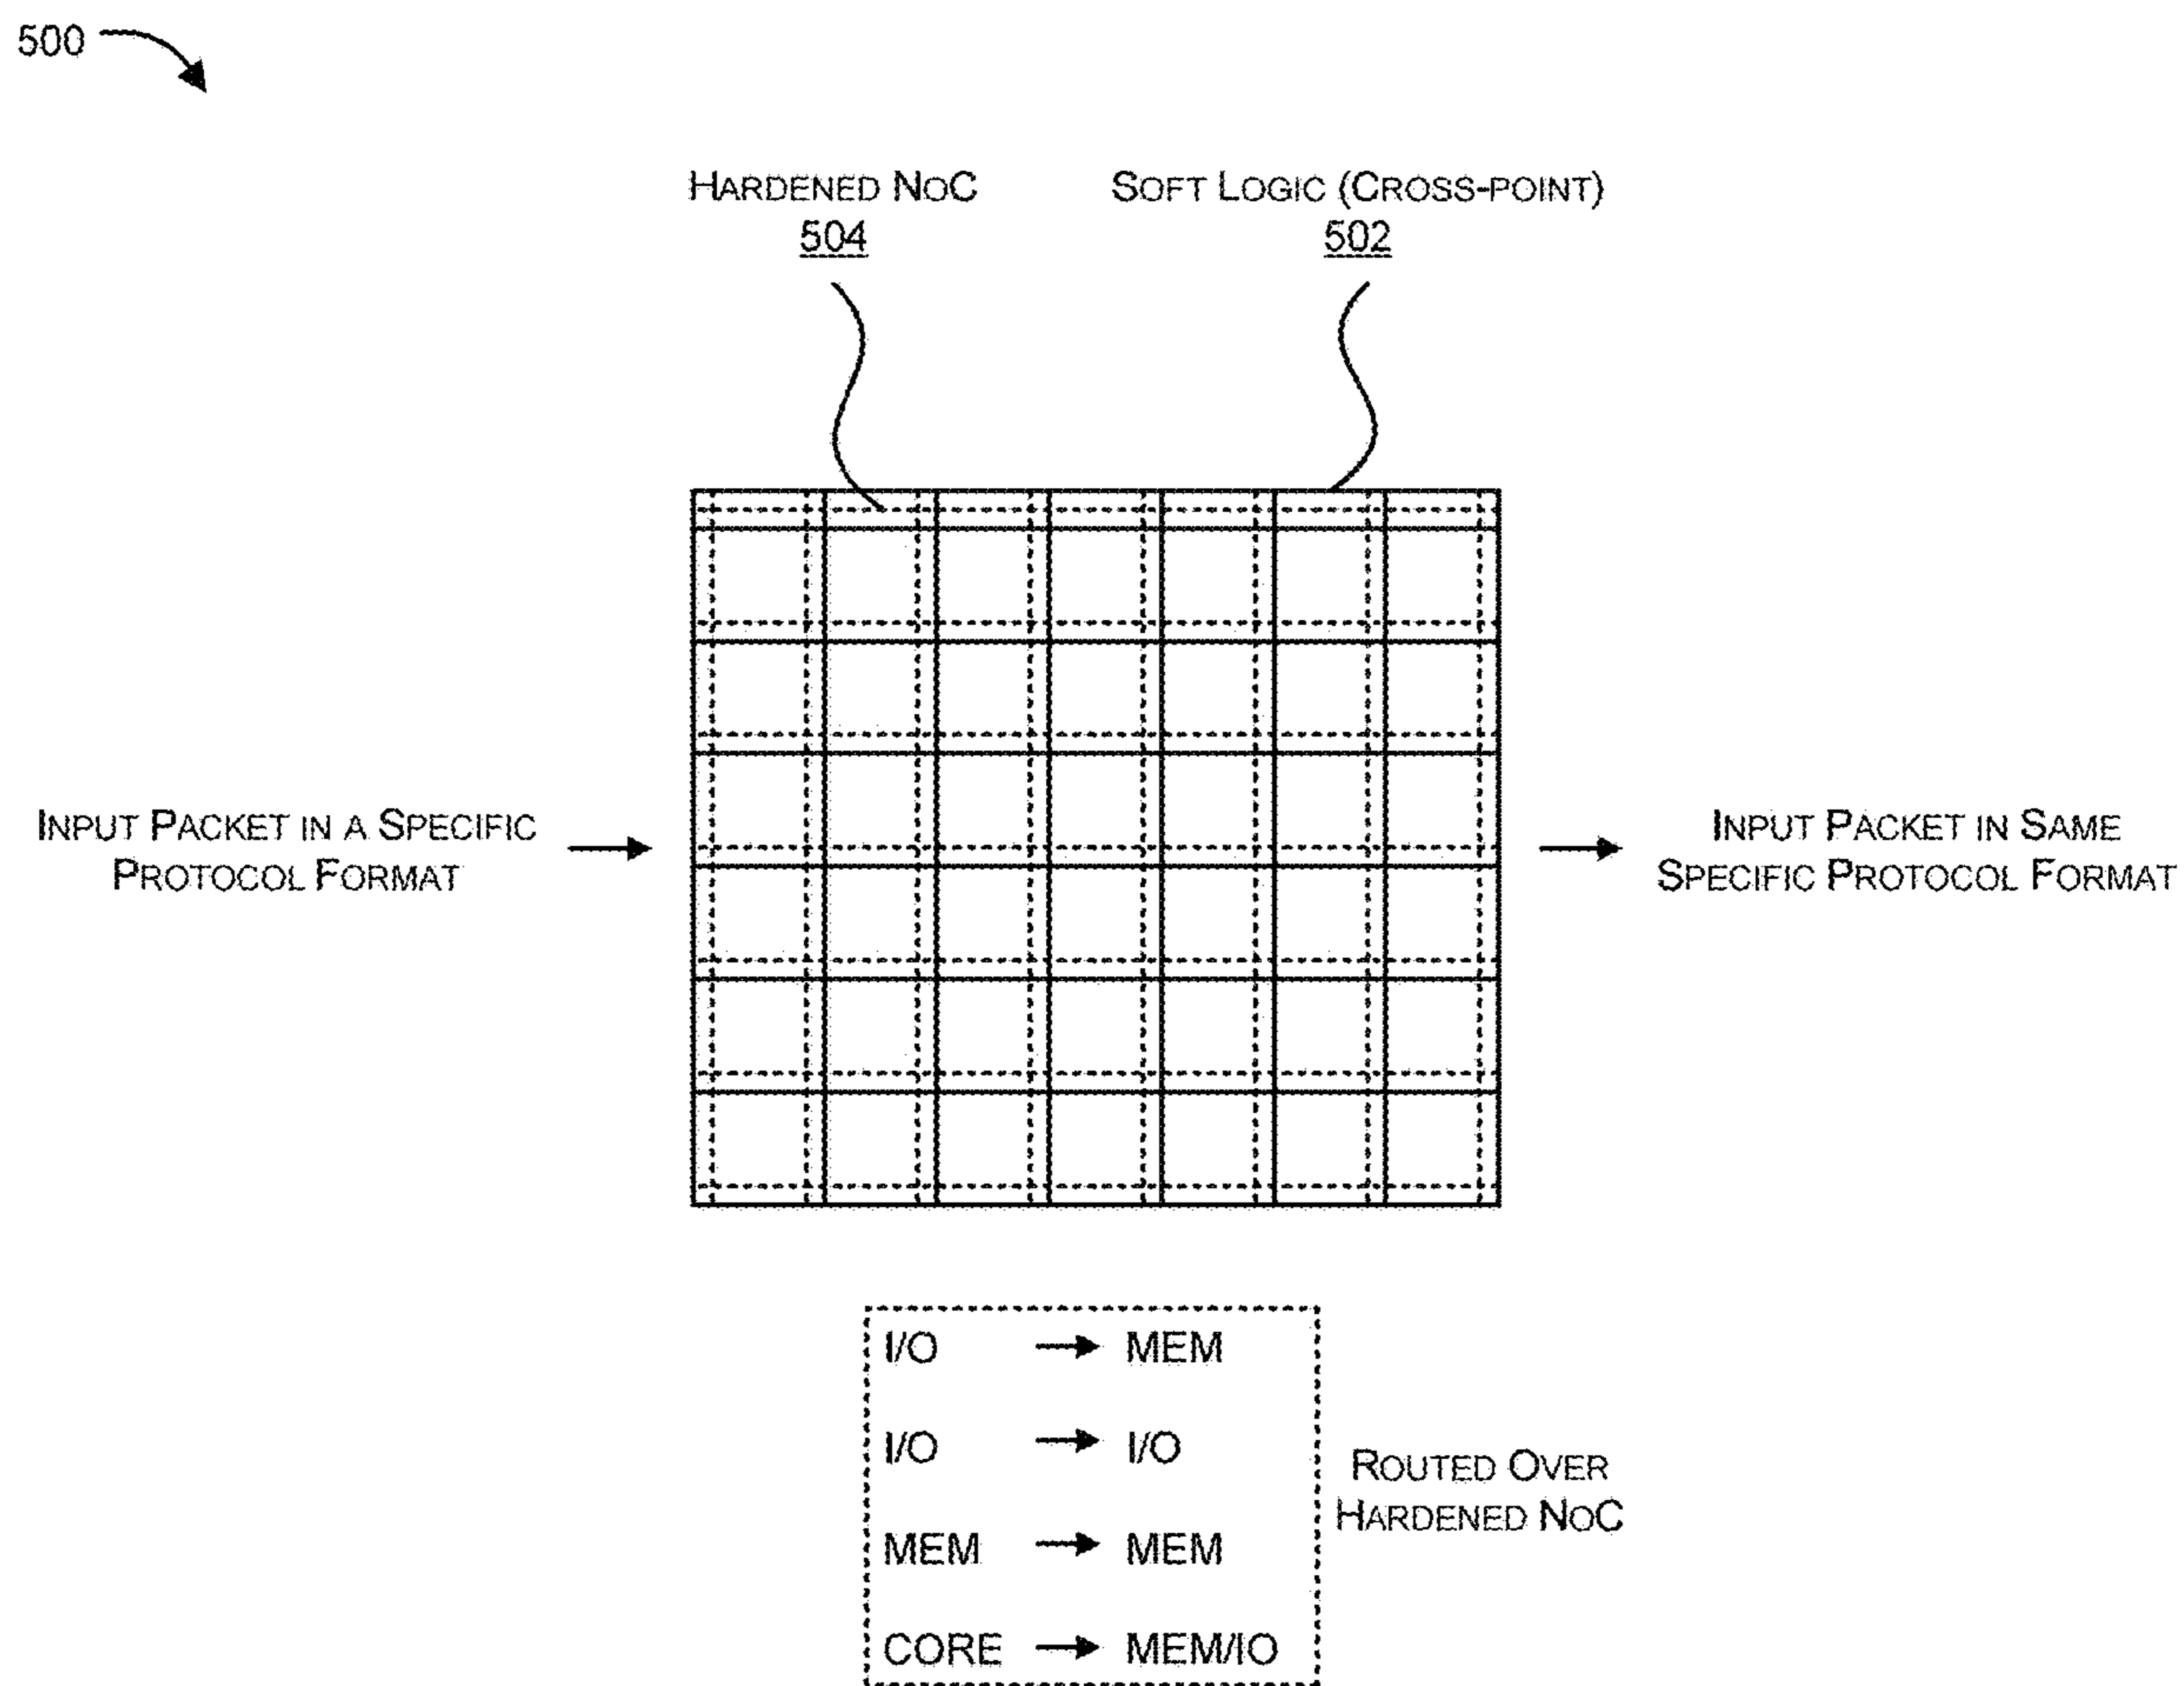 500
HARDENED NOC
504
SOFT LOGIC (CROSS-POINT)
502
INPUT PACKET IN A SPECIFIC
PROTOCOL FORMAT
INPUT PACKET IN SAME
SPECIFIC PROTOCOL FORMAT
I/O → MEM
I/O → I/O
MEM → MEM
CORE → MEM/IO
ROUTED OVER
HARDENED NOC